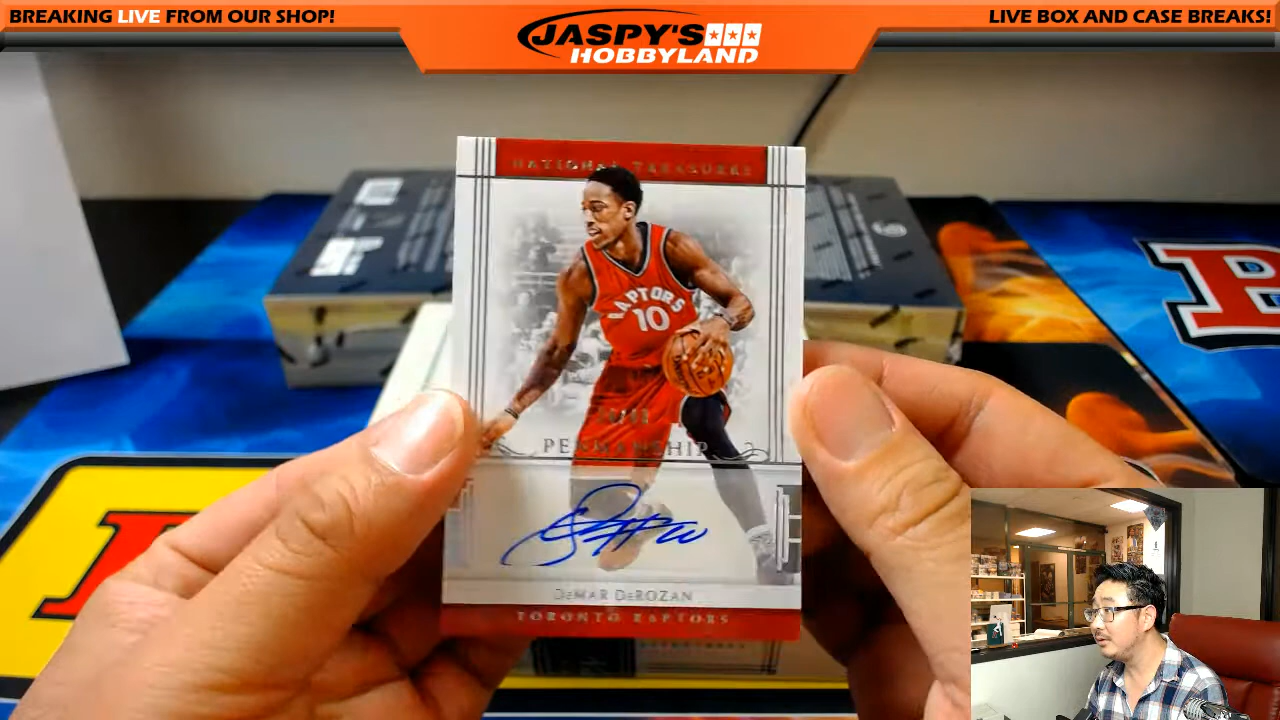 BREAKING LIVE FROM OUR SHOP!
JASPY'S
HOBBYLAND
LIVE BOX AND CASE BREAKS!
NATIONAL TREASURES
RAPTORS
10
PENMANSHIP
DeMAR DeROZAN
TORONTO RAPTORS